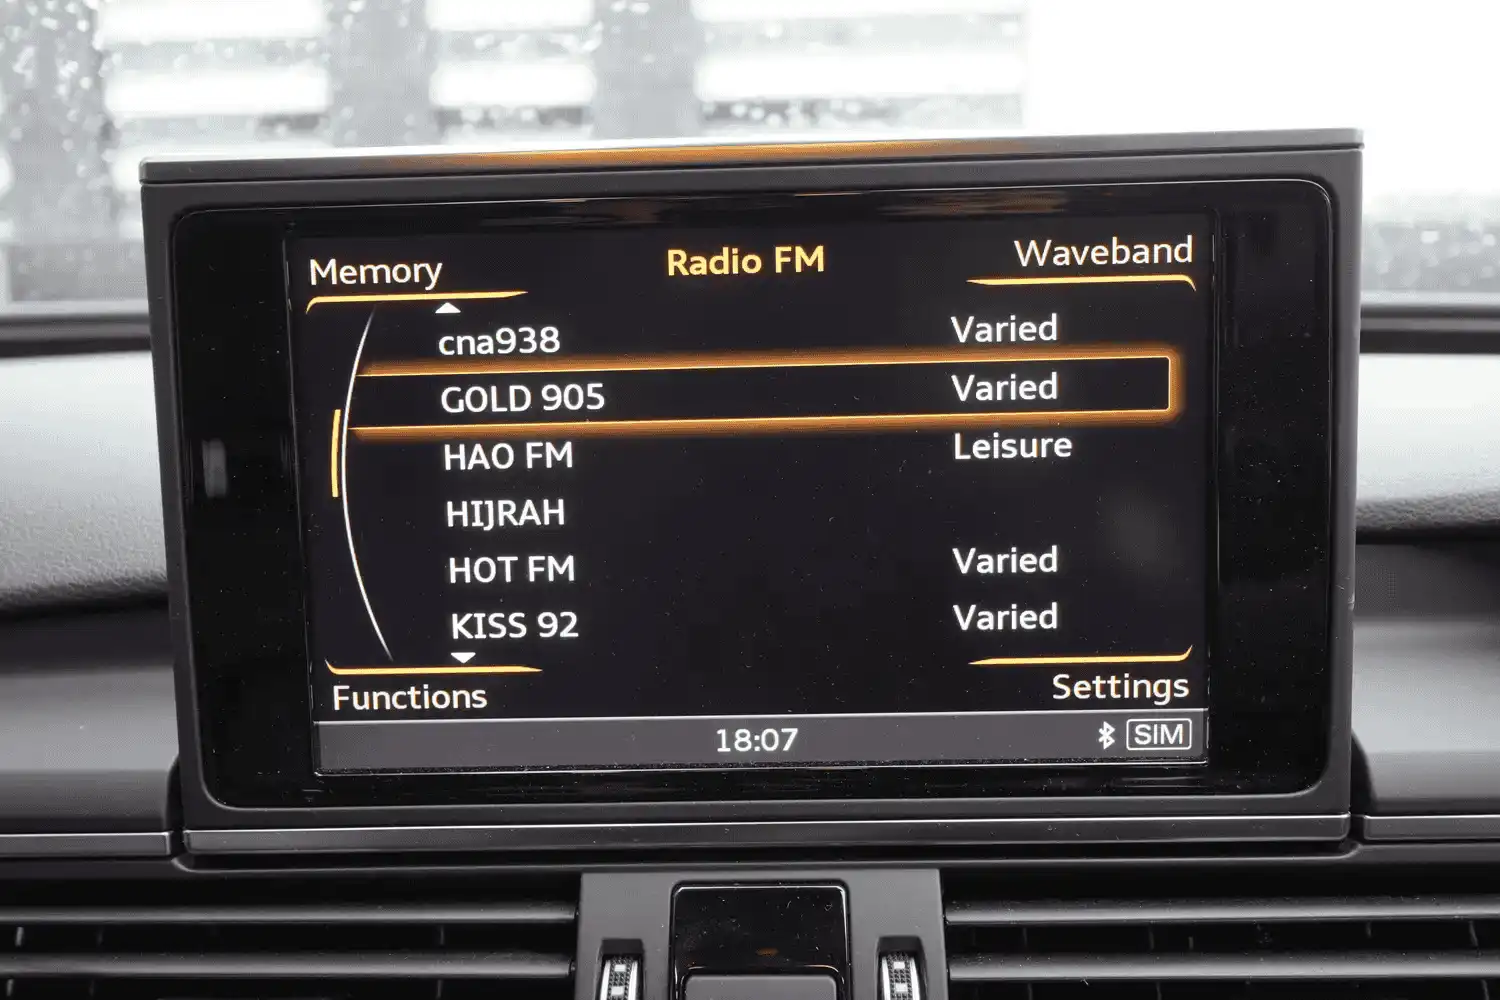 Memory Radio FM Waveband
cna938 Varied
GOLD 905 Varied
HAO FM Leisure
HIJRAH
HOT FM Varied
KISS 92 Varied
Functions Settings
18:07 SIM